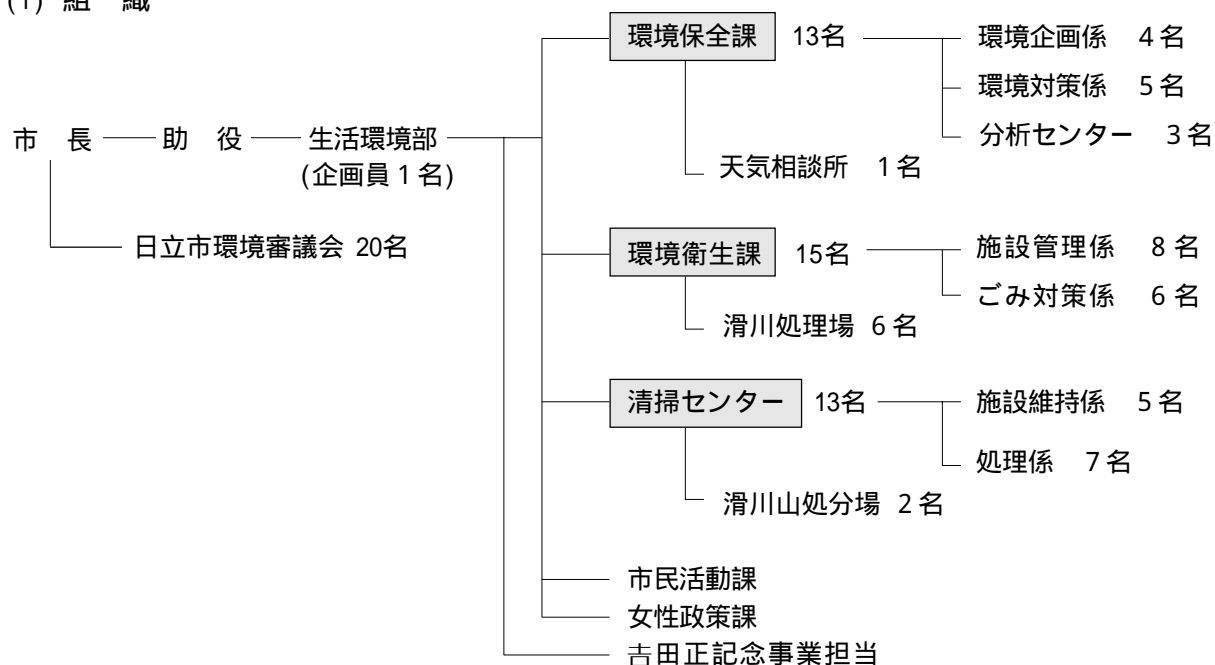 (1) 組　織
環境保全課 13名
環境企画係　4名
環境対策係　5名
分析センター　3名
天気相談所　1名
市　長
助　役
生活環境部
(企画員1名)
日立市環境審議会 20名
環境衛生課 15名
施設管理係　8名
ごみ対策係　6名
滑川処理場 6名
清掃センター 13名
施設維持係　5名
処理係　7名
滑川山処分場 2名
市民活動課
女性政策課
𠮷田正記念事業担当